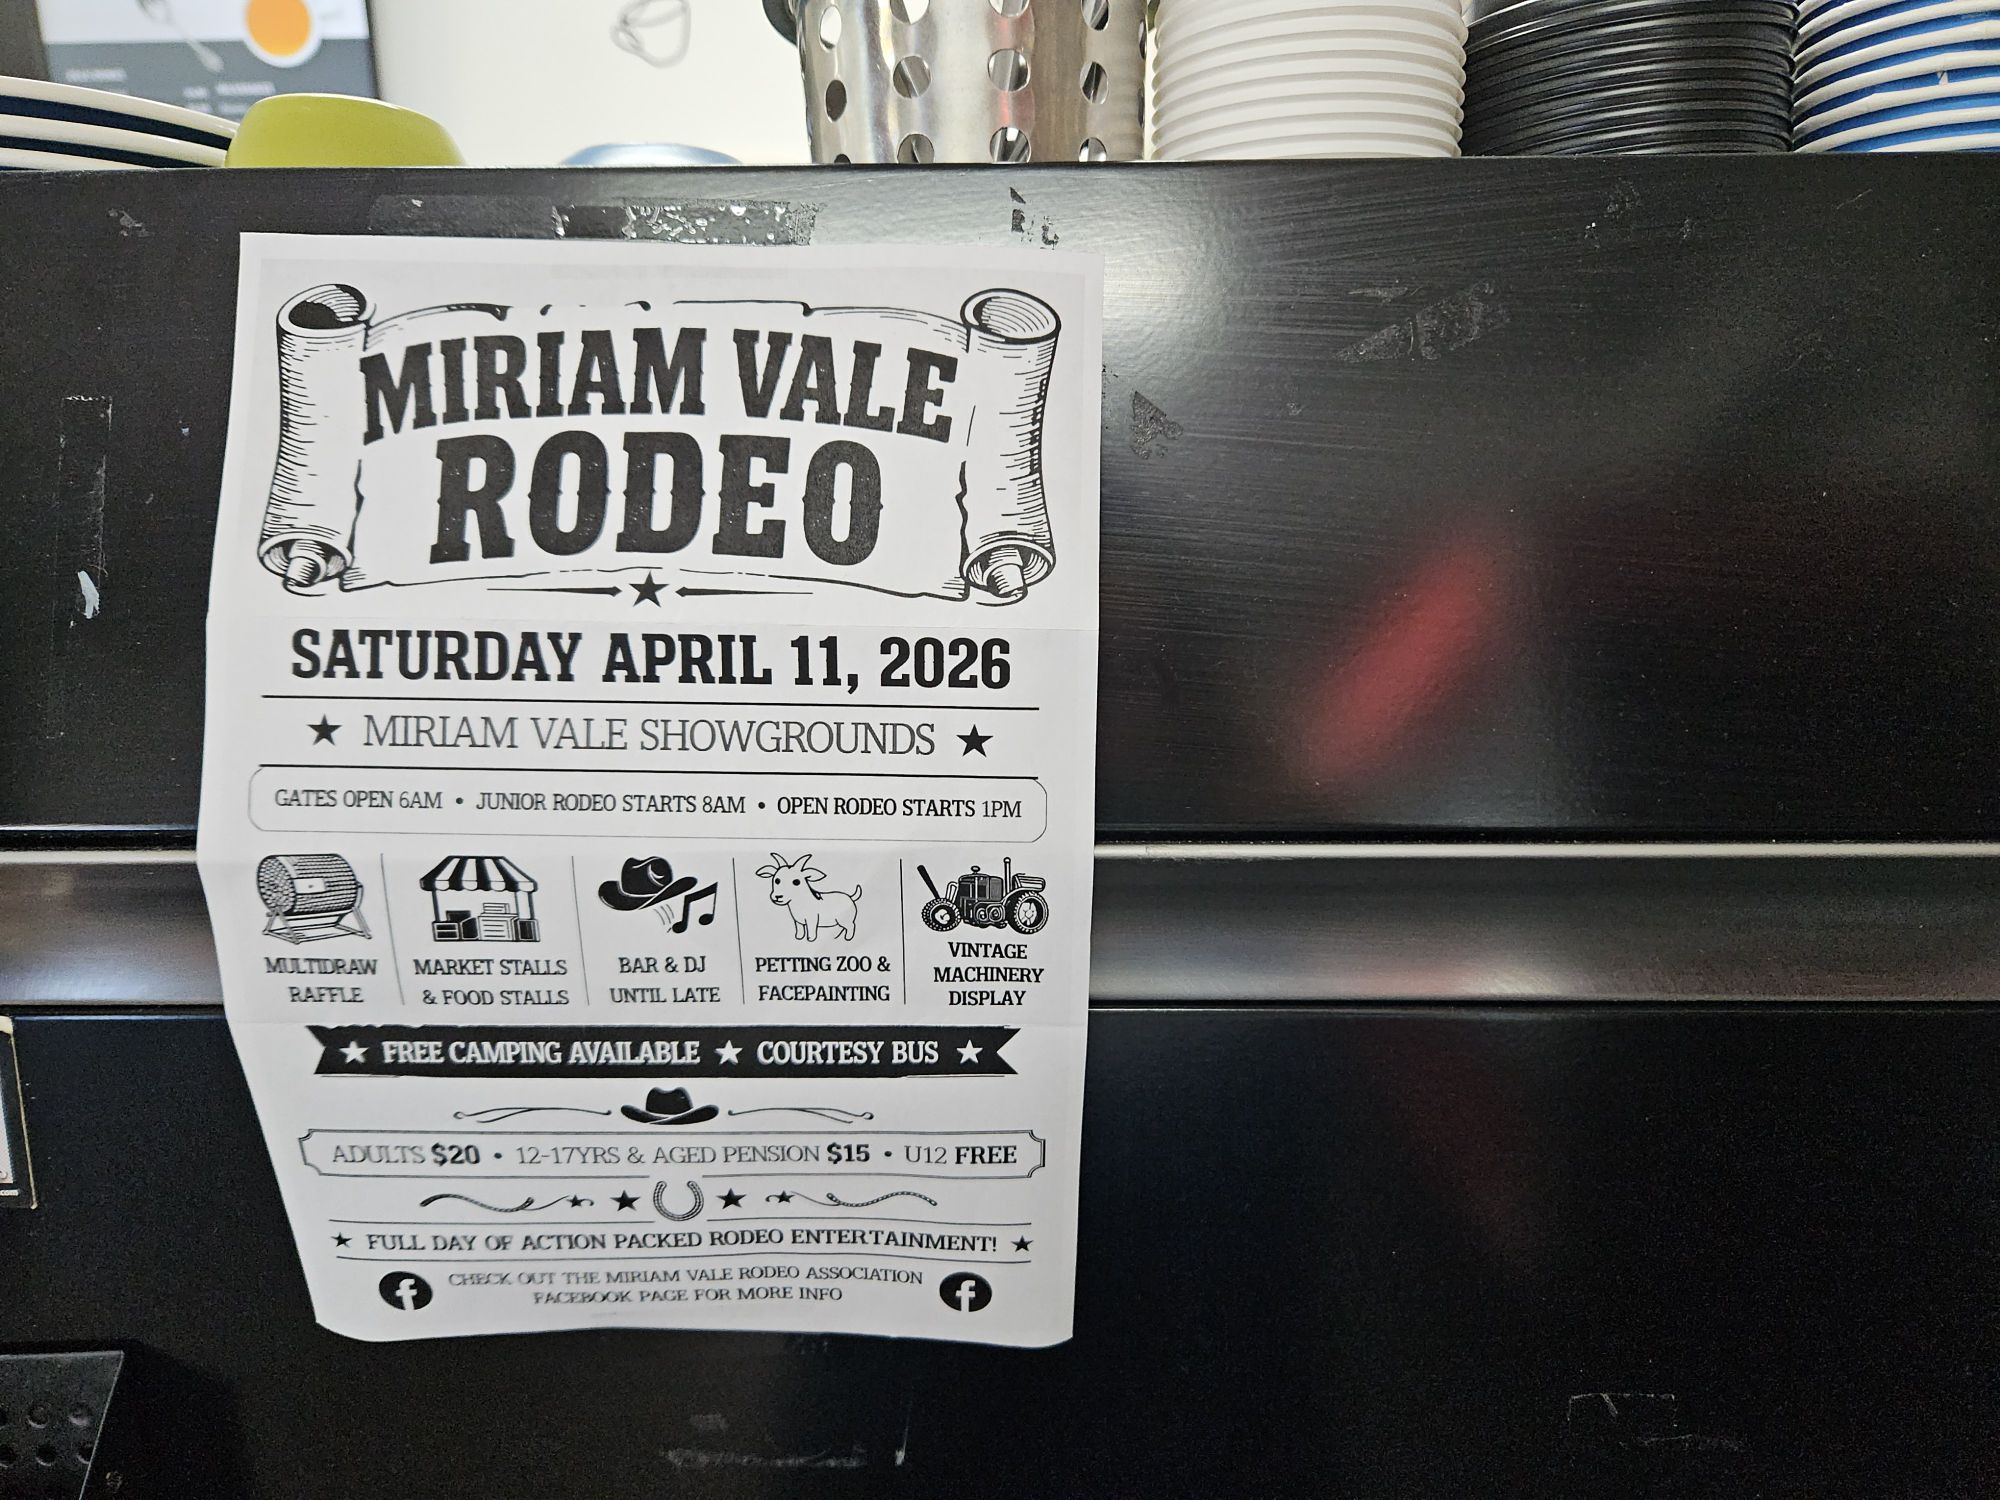 MIRIAM VALE
RODEO
SATURDAY APRIL 11, 2026
★ MIRIAM VALE SHOWGROUNDS ★
GATES OPEN 6AM • JUNIOR RODEO STARTS 8AM • OPEN RODEO STARTS 1PM
MULTIDRAW
RAFFLE
MARKET STALLS
& FOOD STALLS
BAR & DJ
UNTIL LATE
PETTING ZOO &
FACEPAINTING
VINTAGE
MACHINERY
DISPLAY
★ FREE CAMPING AVAILABLE ★ COURTESY BUS ★
ADULTS $20 • 12-17YRS & AGED PENSION $15 • U12 FREE
★ FULL DAY OF ACTION PACKED RODEO ENTERTAINMENT! ★
CHECK OUT THE MIRIAM VALE RODEO ASSOCIATION
FACEBOOK PAGE FOR MORE INFO